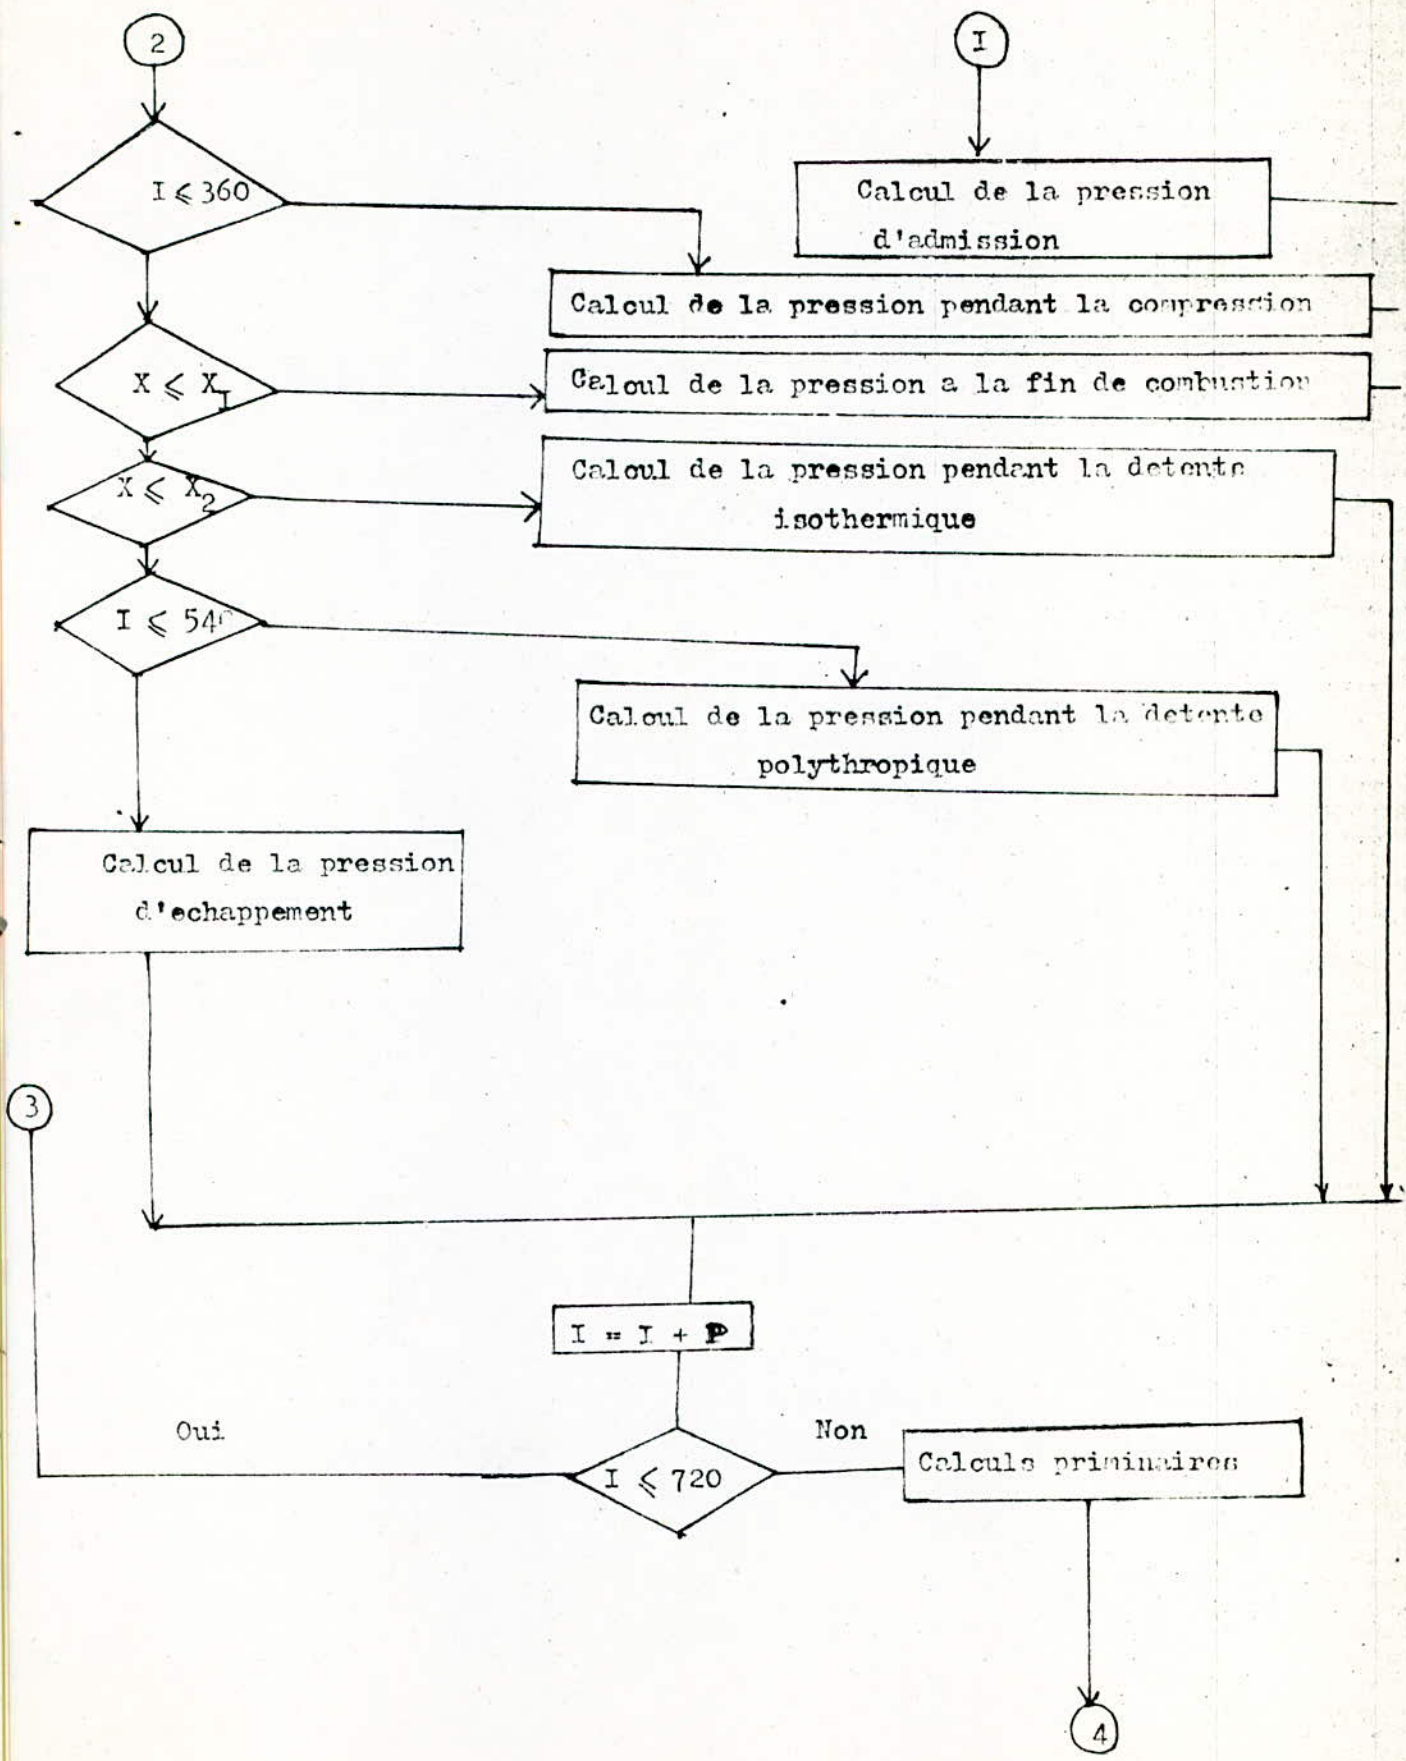 2
I
I ⩽ 360
Calcul de la pression
d'admission
Calcul de la pression pendant la compression
X ⩽ X_I
Calcul de la pression a la fin de combustion
X ⩽ X_2
Calcul de la pression pendant la detente
isothermique
I ⩽ 540
Calcul de la pression pendant la detente
polythropique
Calcul de la pression
d'echappement
3
I = I + P
Oui
Non
I ⩽ 720
Calculs priminaires
4